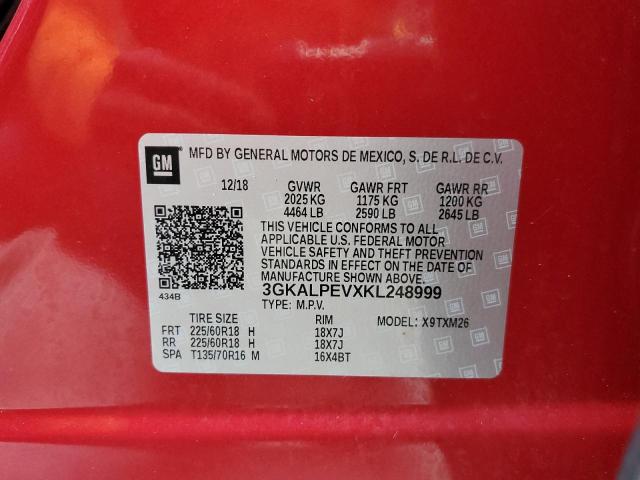 GM MFD BY GENERAL MOTORS DE MEXICO, S. DE R.L. DE C.V.
12/18 GVWR GAWR FRT GAWR RR
2025 KG 1175 KG 1200 KG
4464 LB 2590 LB 2645 LB
THIS VEHICLE CONFORMS TO ALL
APPLICABLE U.S. FEDERAL MOTOR
VEHICLE SAFETY AND THEFT
PREVENTION STANDARDS IN
EFFECT ON THE DATE OF
MANUFACTURE SHOWN ABOVE.
434B 3GKALPEVXKL248999
TYPE: M.P.V.
TIRE SIZE RIM MODEL: X9TXM26
FRT 225/60R18 H 18X7J
RR 225/60R18 H 18X7J
SPA T135/70R16 M 16X4BT